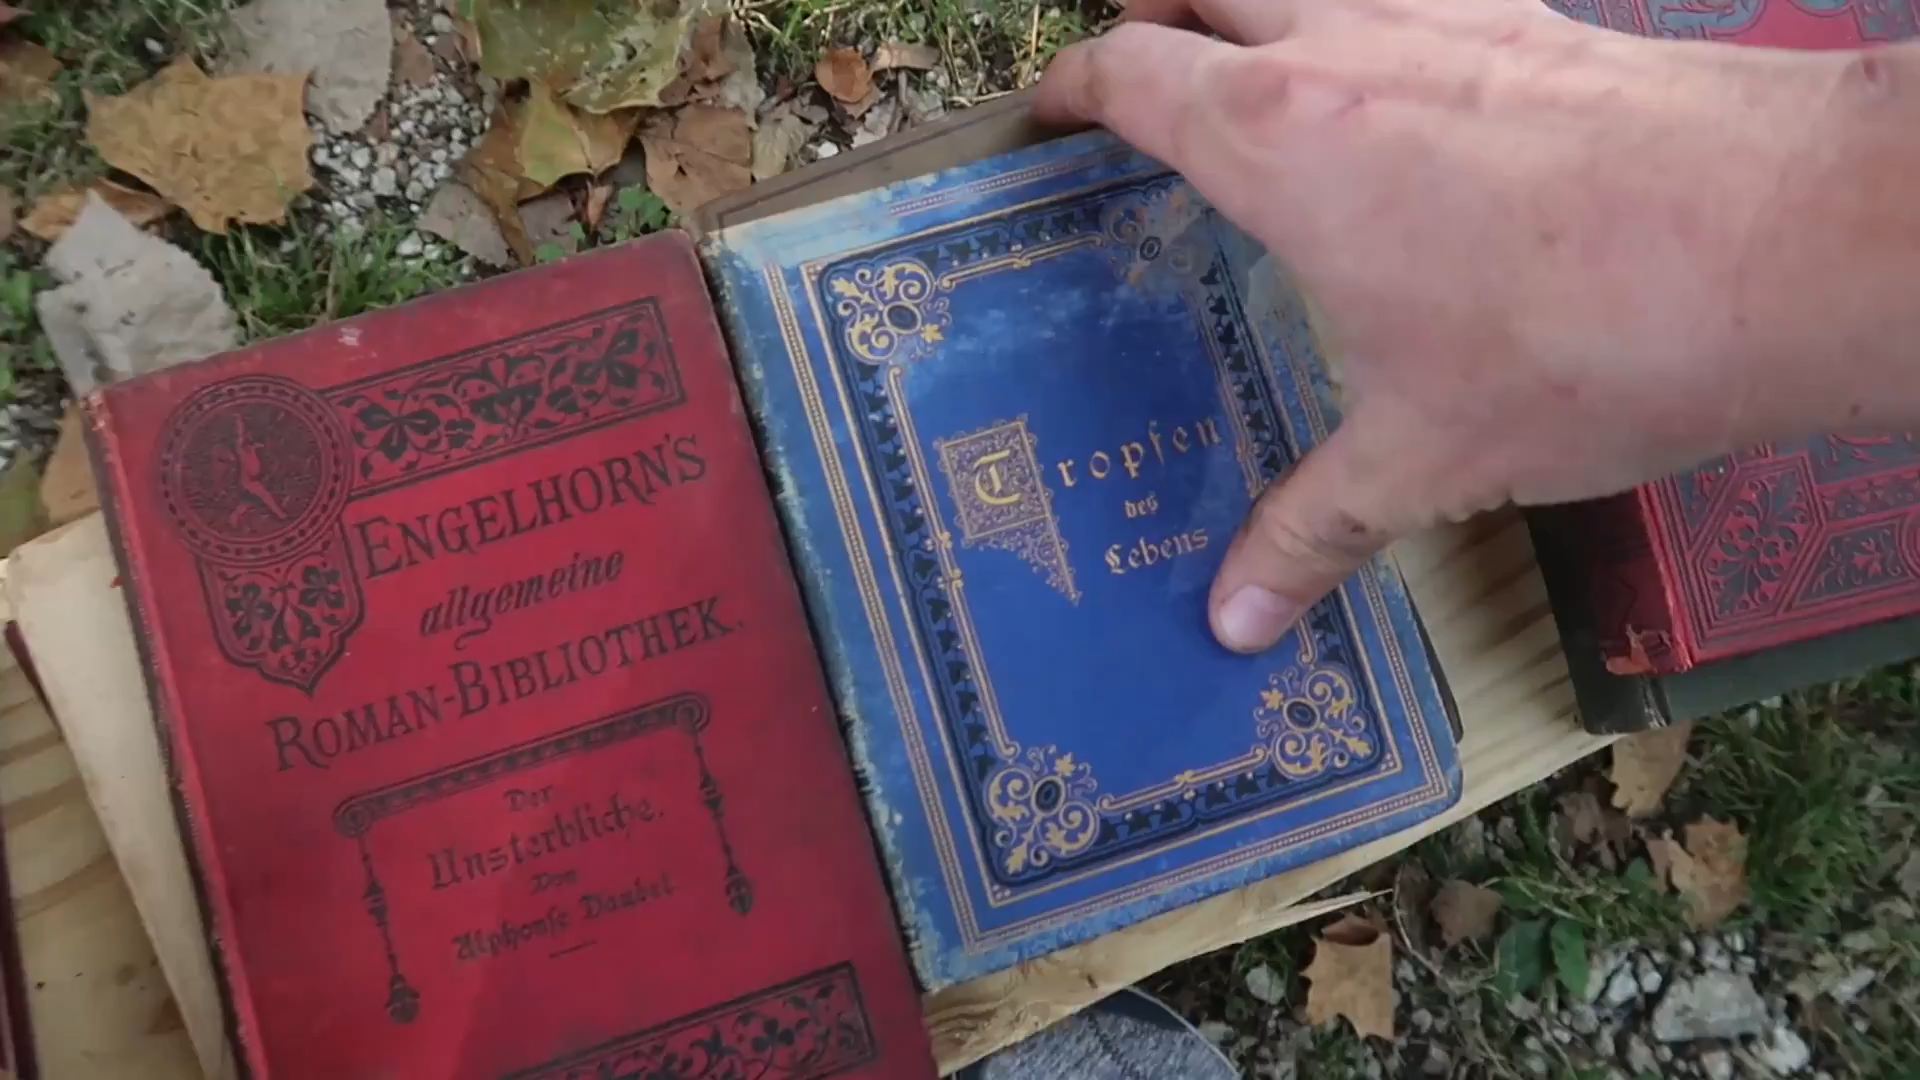 ENGELHORN'S
allgemeine
ROMAN-BIBLIOTHEK.
Der
Unsterbliche.
Von
Alphonse Daudet.
Tropfen
des
Lebens